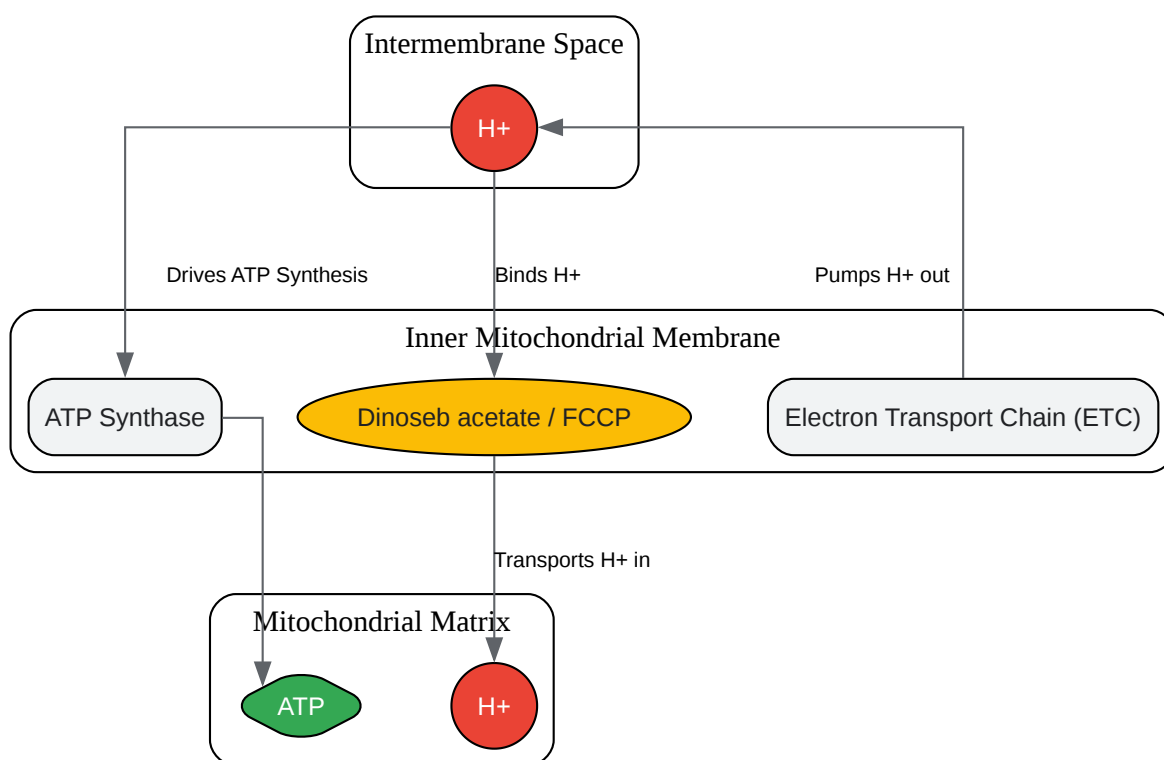 Intermembrane Space
H+
Drives ATP Synthesis
Binds H+
Pumps H+ out
Inner Mitochondrial Membrane
ATP Synthase
Dinoseb acetate / FCCP
Electron Transport Chain (ETC)
Transports H+ in
Mitochondrial Matrix
ATP
H+